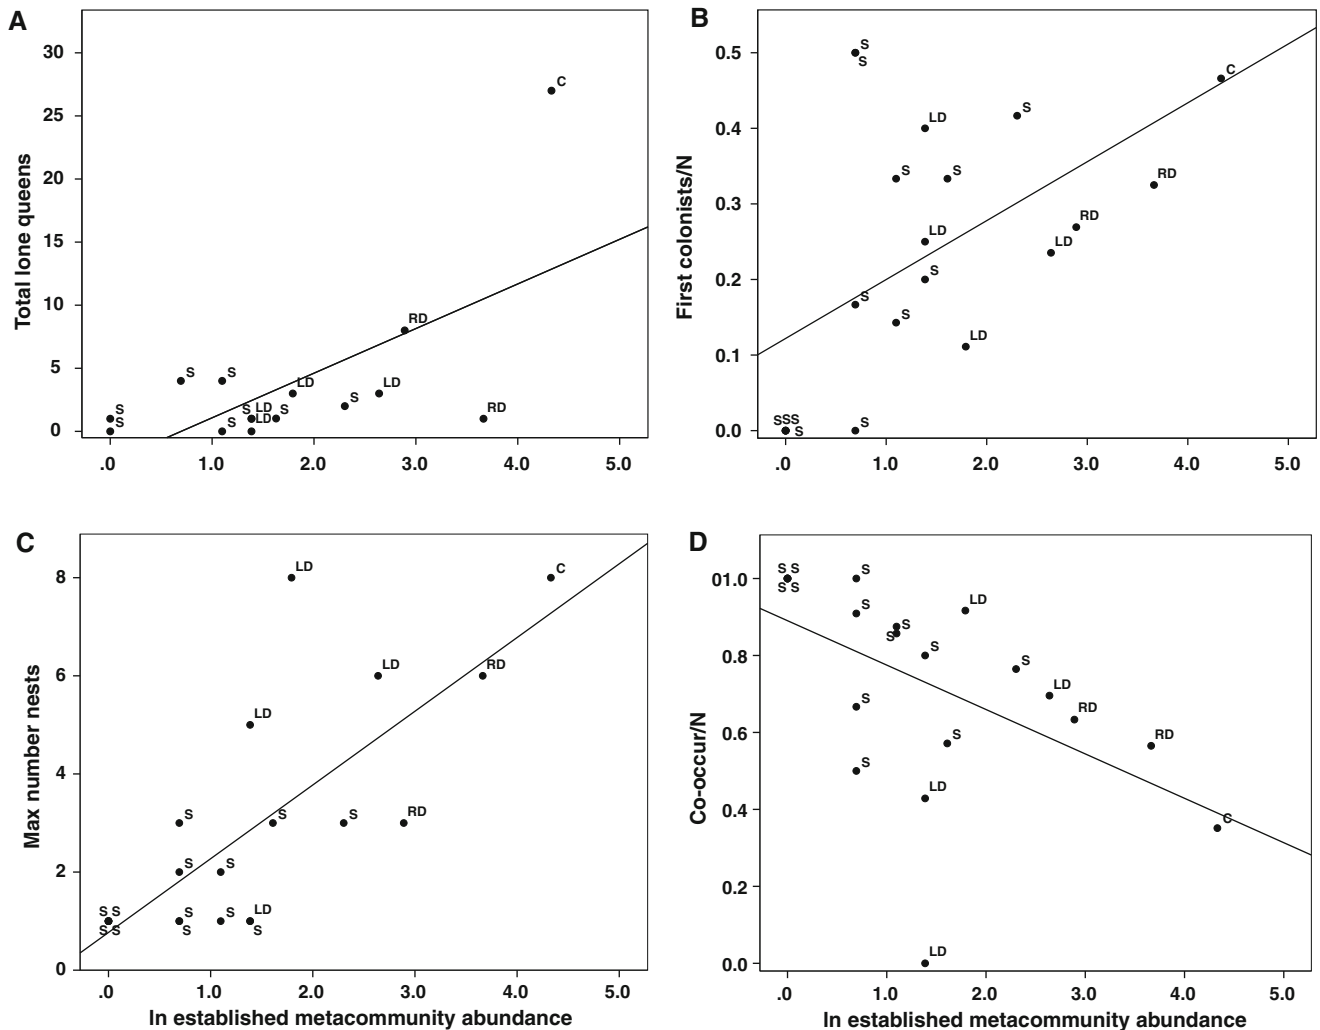 A
Total lone queens
30
25
20
15
10
5
0
C
RD
S S
LD LD
S
RD
S
S
S LD S
S LD
.0 1.0 2.0 3.0 4.0 5.0
B
First colonists/N
0.5
0.4
0.3
0.2
0.1
0.0
S
S
C
S
LD
S S
RD
RD
LD LD
S
S
S
LD
SSS
S
S
.0 1.0 2.0 3.0 4.0 5.0
C
Max number nests
8
6
4
2
0
LD C
LD RD
LD
S S S RD
S S
S S
S S
S S LD
S S
.0 1.0 2.0 3.0 4.0 5.0
ln established metacommunity abundance
D
Co-occur/N
01.0
0.8
0.6
0.4
0.2
0.0
S S
S S
S
S
LD
S
S
S
S
LD
S
RD
S
RD
S
LD
C
LD
.0 1.0 2.0 3.0 4.0 5.0
ln established metacommunity abundance